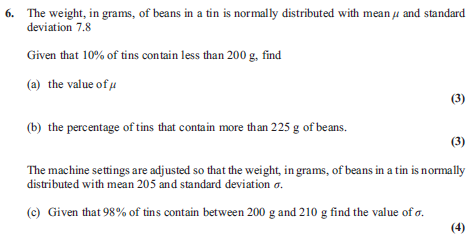 6. The weight, in grams, of beans in a tin is normally distributed with mean μ and standard
deviation 7.8
Given that 10% of tins contain less than 200 g, find
(a) the value of μ
(3)
(b) the percentage of tins that contain more than 225 g of beans.
(3)
The machine settings are adjusted so that the weight, in grams, of beans in a tin is normally
distributed with mean 205 and standard deviation σ.
(c) Given that 98% of tins contain between 200 g and 210 g find the value of σ.
(4)